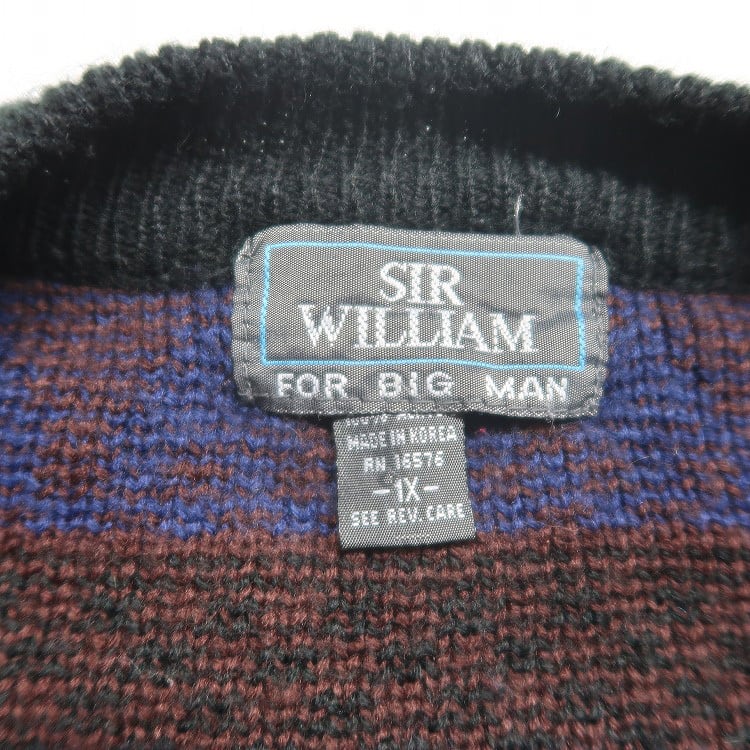 SIR
WILLIAM
FOR BIG MAN
MADE IN KOREA
RN 16576
-1X-
SEE REV. CARE